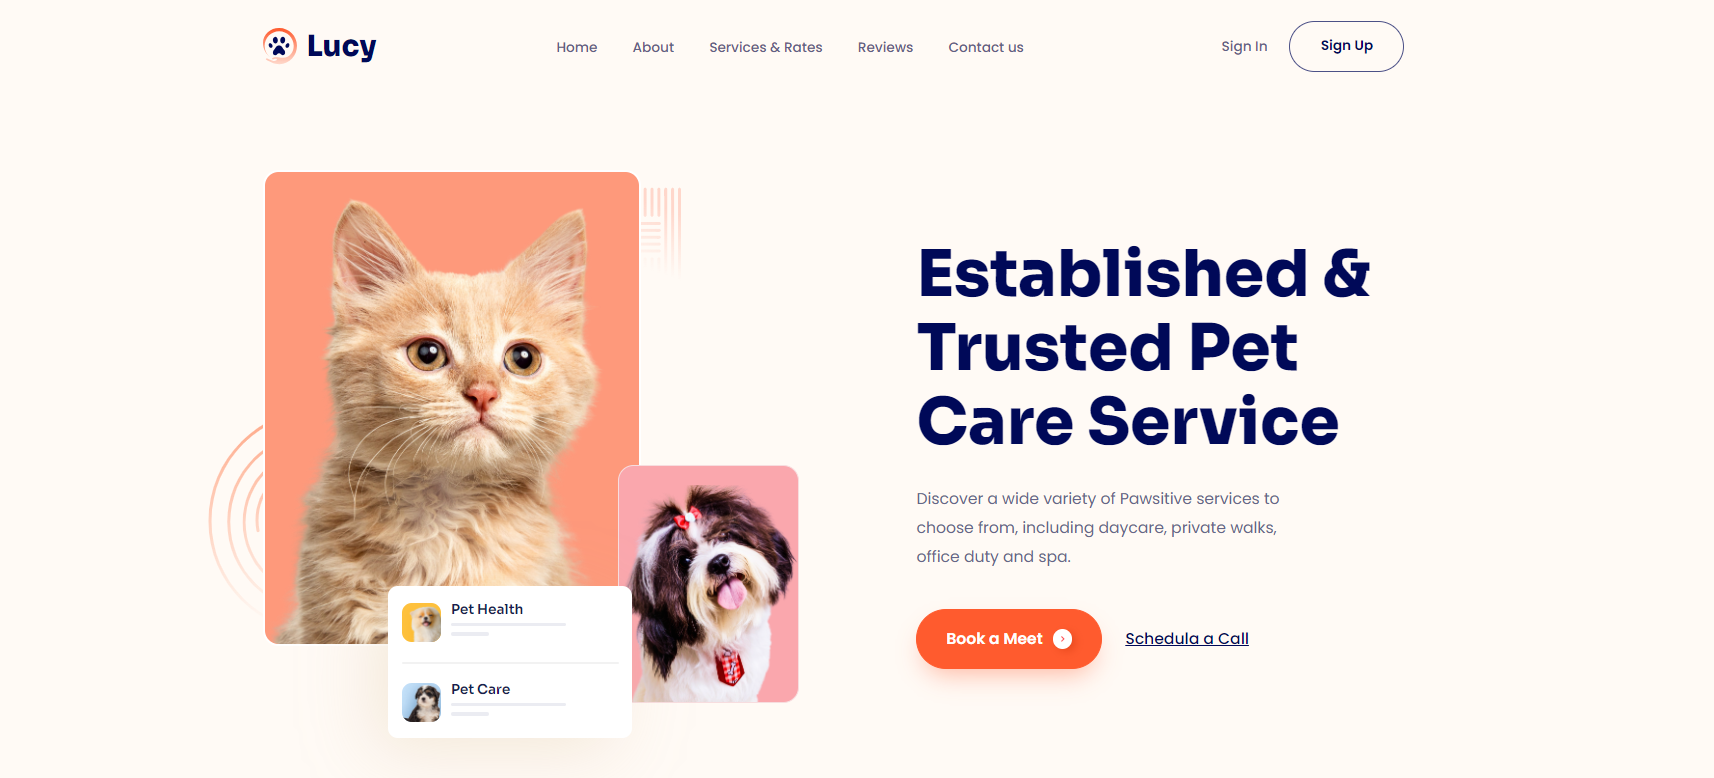 Lucy
Home
About
Services & Rates
Reviews
Contact us
Sign In
Sign Up
Established &
Trusted Pet
Care Service
Discover a wide variety of Pawsitive services to
choose from, including daycare, private walks,
office duty and spa.
Book a Meet
Schedula a Call
Pet Health
Pet Care